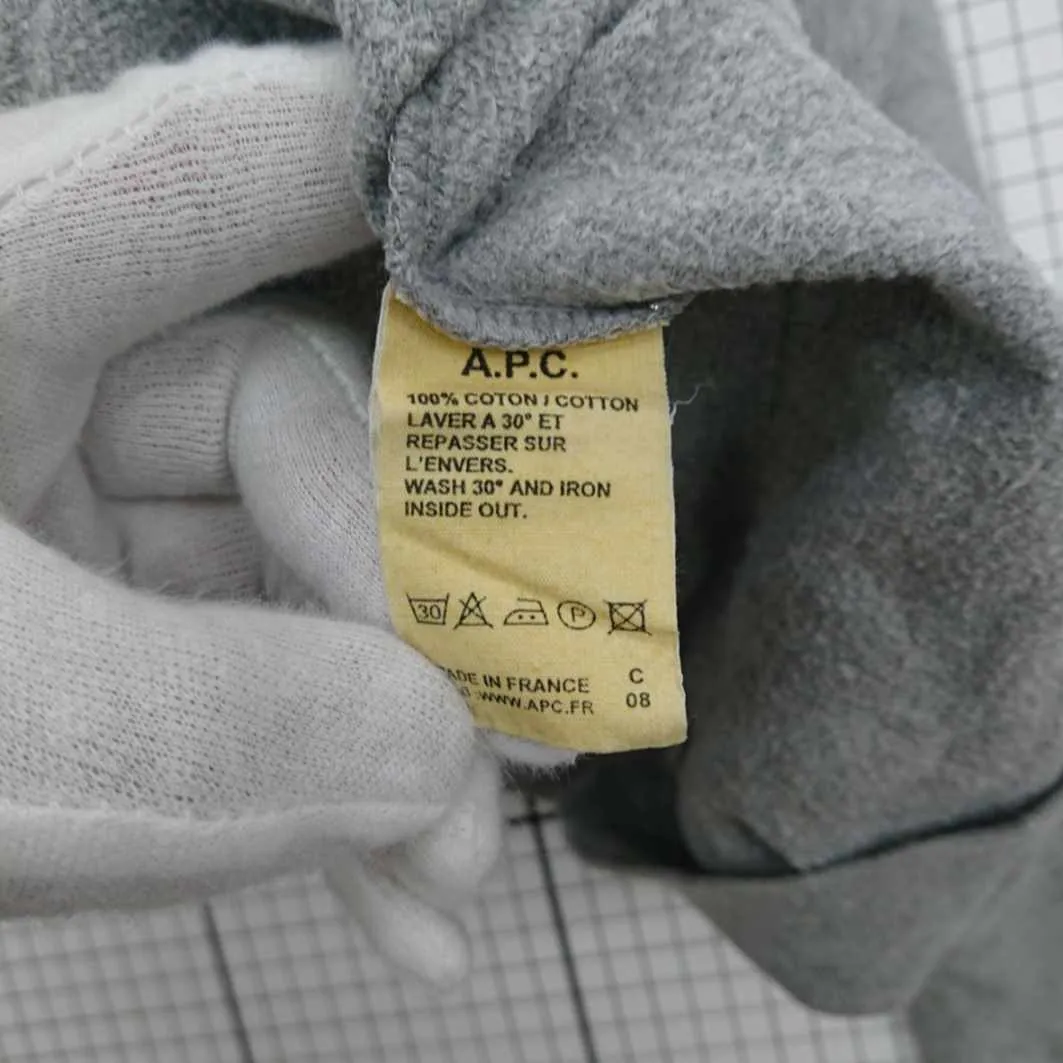 A.P.C.
100% COTON / COTTON
LAVER A 30° ET
REPASSER SUR
L'ENVERS.
WASH 30° AND IRON
INSIDE OUT.
30 P
IN FRANCE C
WWW.APC.FR 08